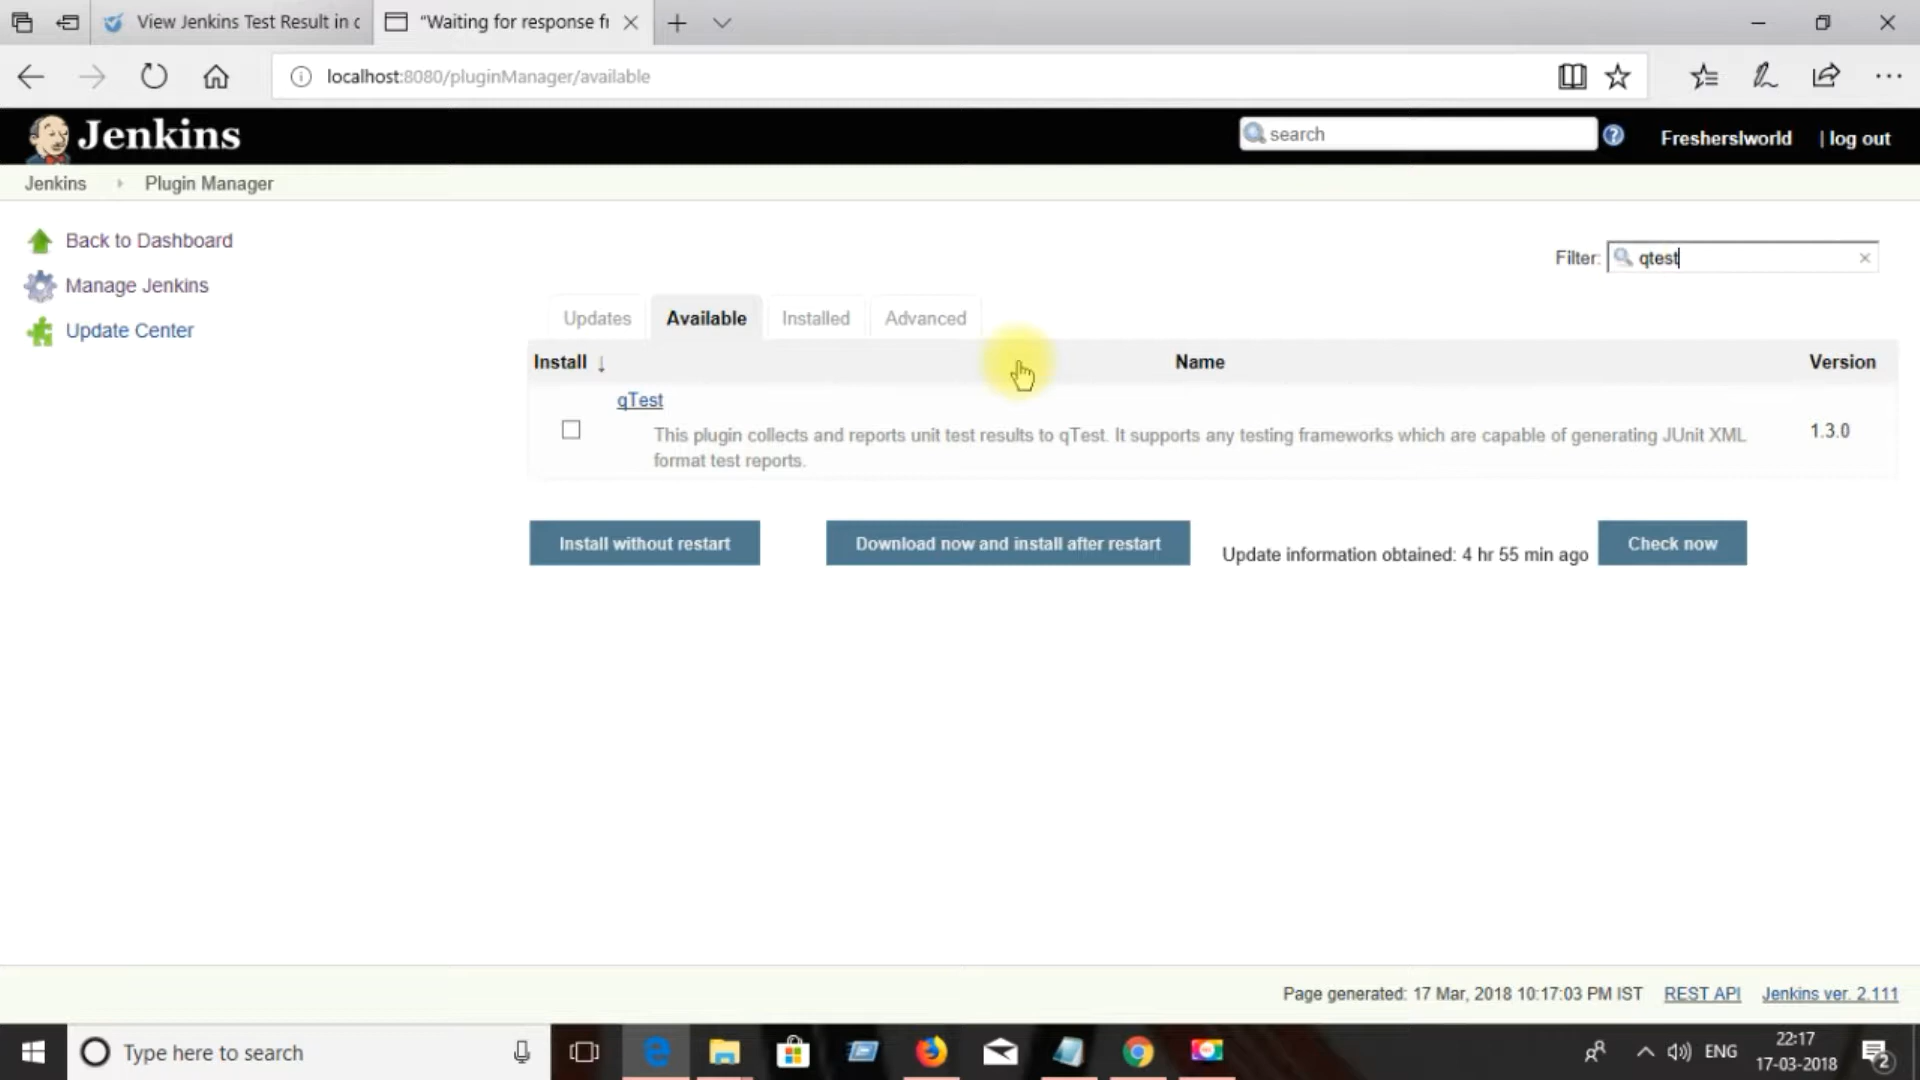 View Jenkins Test Result in c
"Waiting for response fr
localhost:8080/pluginManager/available
Jenkins
search
Freshers|world
| log out
Jenkins
Plugin Manager
Back to Dashboard
Manage Jenkins
Update Center
Filter:
qtest
Updates
Available
Installed
Advanced
Install ↓
Name
Version
qTest
This plugin collects and reports unit test results to qTest. It supports any testing frameworks which are capable of generating JUnit XML
format test reports.
1.3.0
Install without restart
Download now and install after restart
Update information obtained: 4 hr 55 min ago
Check now
Page generated: 17 Mar, 2018 10:17:03 PM IST
REST API
Jenkins ver. 2.111
Type here to search
ENG
22:17
17-03-2018
2